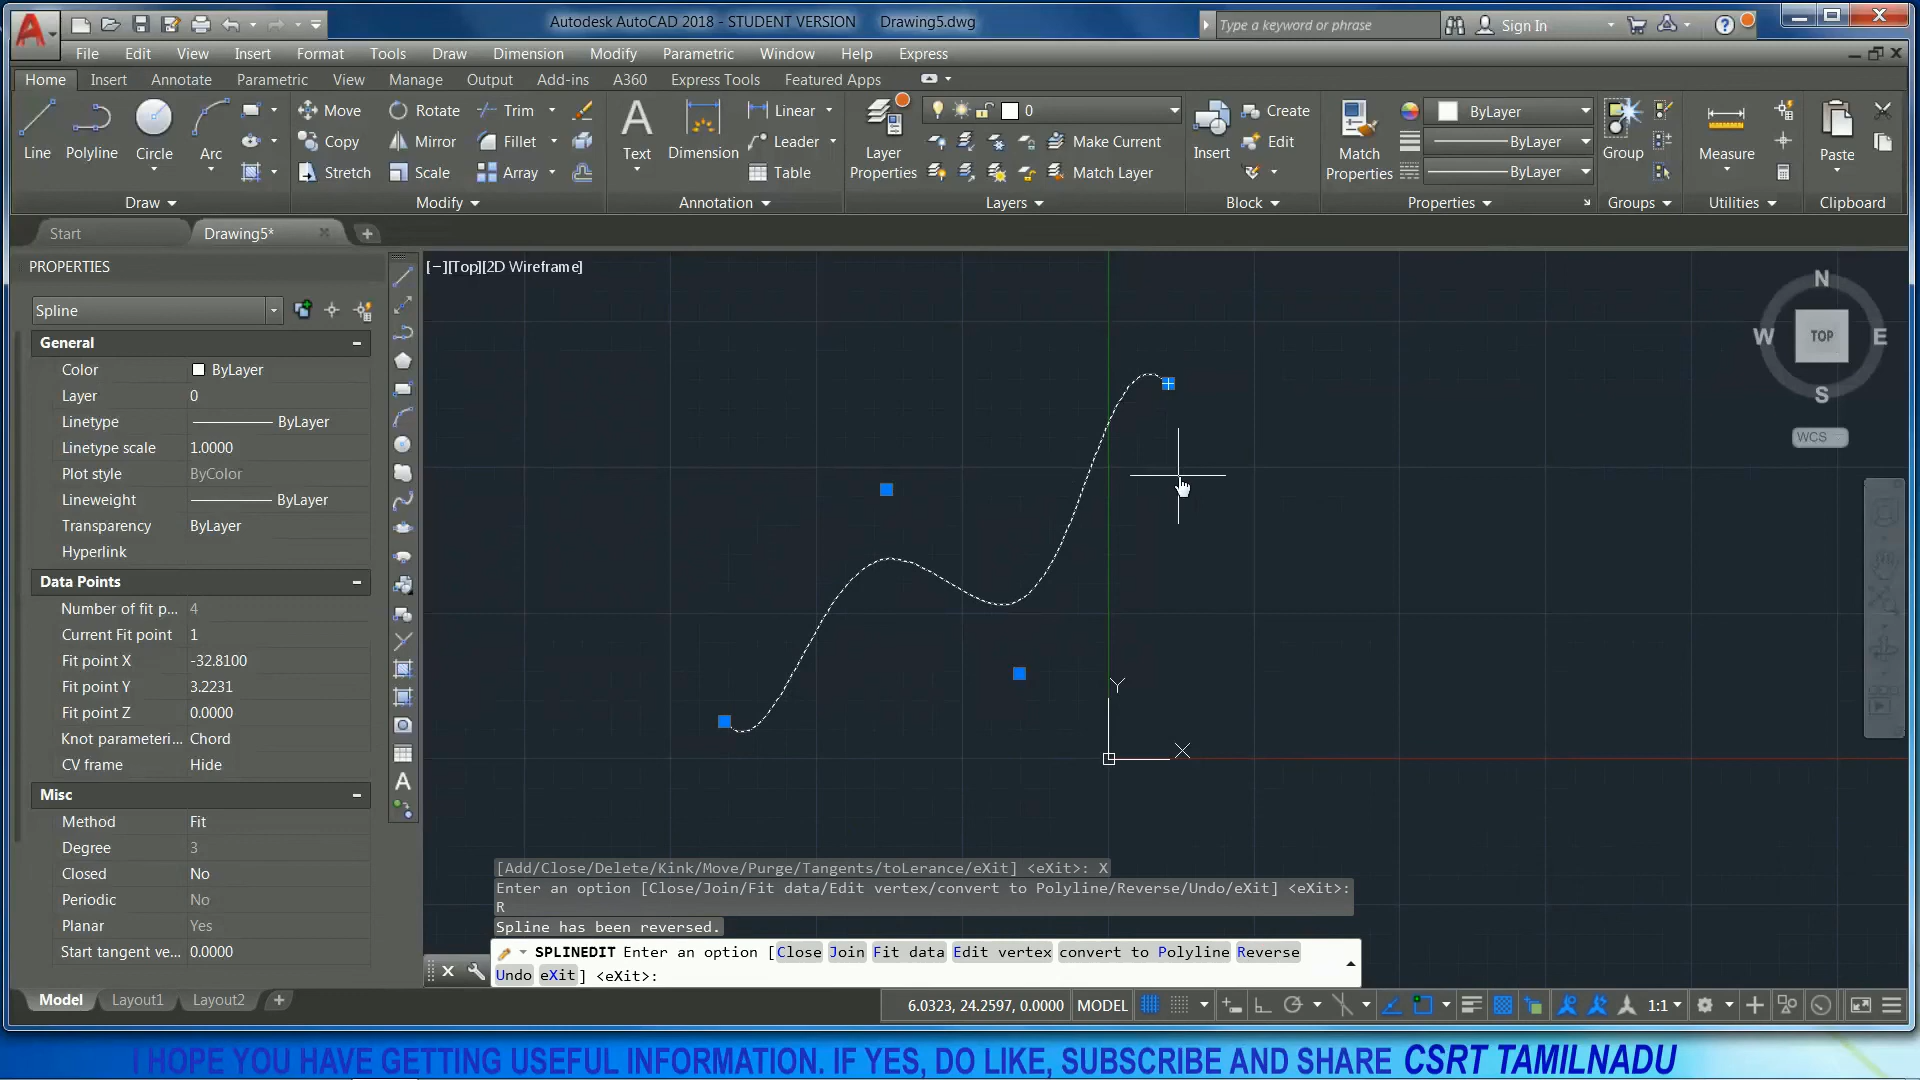 Autodesk AutoCAD 2018 - STUDENT VERSION Drawing5.dwg
Type a keyword or phrase
Sign In
File Edit View Insert Format Tools Draw Dimension Modify Parametric Window Help Express
Home Insert Annotate Parametric View Manage Output Add-ins A360 Express Tools Featured Apps
Line Polyline Circle Arc
Move Rotate Trim
Copy Mirror Fillet
Stretch Scale Array
Text Dimension
Linear
Leader
Table
Layer Properties
0
Make Current
Match Layer
Insert
Create
Edit
Match Properties
ByLayer
ByLayer
ByLayer
Group
Measure
Paste
Draw Modify Annotation Layers Block Properties Groups Utilities Clipboard
Start Drawing5*
PROPERTIES
Spline
General
Color ByLayer
Layer 0
Linetype ByLayer
Linetype scale 1.0000
Plot style ByColor
Lineweight ByLayer
Transparency ByLayer
Hyperlink
Data Points
Number of fit p... 4
Current Fit point 1
Fit point X -32.8100
Fit point Y 3.2231
Fit point Z 0.0000
Knot parameteri... Chord
CV frame Hide
Misc
Method Fit
Degree 3
Closed No
Periodic No
Planar Yes
Start tangent ve... 0.0000
[−][Top][2D Wireframe]
N
W TOP E
S
WCS
Y
X
[Add/Close/Delete/Kink/Move/Purge/Tangents/toLerance/eXit] <eXit>: X
Enter an option [Close/Join/Fit data/Edit vertex/convert to Polyline/Reverse/Undo/eXit] <eXit>:
R
Spline has been reversed.
SPLINEDIT Enter an option [Close Join Fit data Edit vertex convert to Polyline Reverse
Undo eXit] <eXit>:
Model Layout1 Layout2
6.0323, 24.2597, 0.0000 MODEL
1:1
I HOPE YOU HAVE GETTING USEFUL INFORMATION. IF YES, DO LIKE, SUBSCRIBE AND SHARE CSRT TAMILNADU